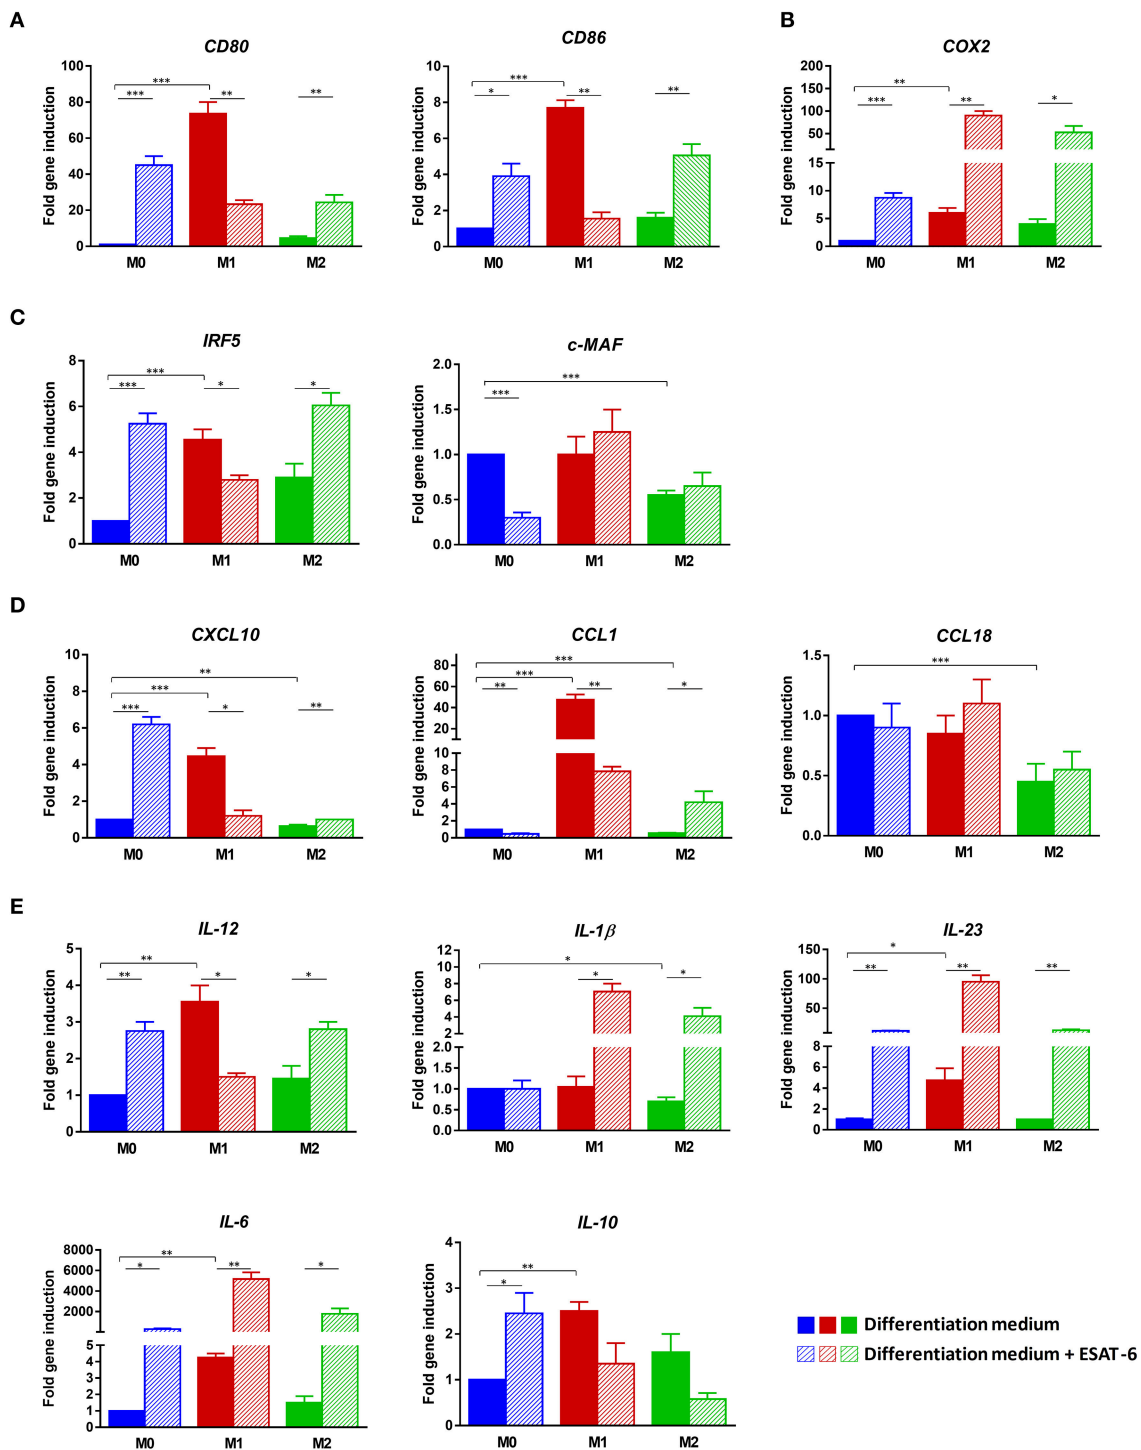 A
B
CD80
CD86
COX2
Fold gene induction
100
80
60
40
20
0
***
***
**
**
M0 M1 M2
Fold gene induction
10
8
6
4
2
0
***
*
**
**
M0 M1 M2
Fold gene induction
200
150
100
50
15
10
5
0
**
***
**
*
M0 M1 M2
C
IRF5
c-MAF
Fold gene induction
8
6
4
2
0
***
***
*
*
M0 M1 M2
Fold gene induction
2.0
1.5
1.0
0.5
0.0
***
***
M0 M1 M2
D
CXCL10
CCL1
CCL18
Fold gene induction
10
8
6
4
2
0
**
***
***
*
**
M0 M1 M2
Fold gene induction
80
60
40
20
10
8
6
4
2
0
***
***
**
**
*
M0 M1 M2
Fold gene induction
1.5
1.0
0.5
0.0
***
M0 M1 M2
E
IL-12
IL-1β
IL-23
Fold gene induction
5
4
3
2
1
0
**
**
*
*
M0 M1 M2
Fold gene induction
12
10
8
6
4
2
2.0
1.5
1.0
0.5
0.0
*
*
*
M0 M1 M2
Fold gene induction
150
100
50
8
6
4
2
0
*
**
**
**
M0 M1 M2
IL-6
IL-10
Fold gene induction
8000
6000
4000
2000
5
4
3
2
1
0
**
*
**
*
M0 M1 M2
Fold gene induction
4
3
2
1
0
**
*
M0 M1 M2
Differentiation medium
Differentiation medium + ESAT-6